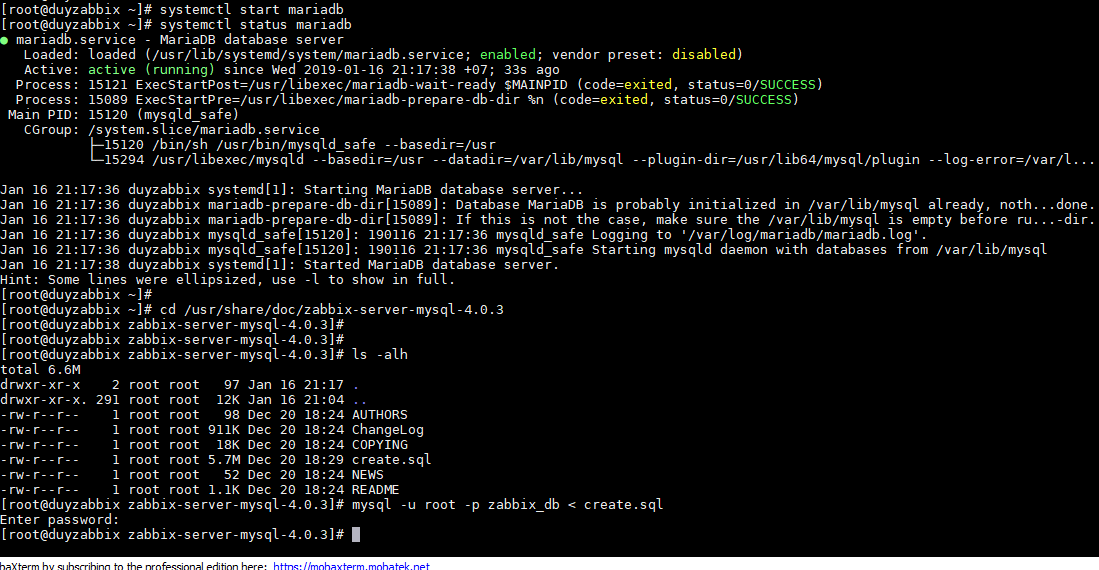 [root@duyzabbix ~]# systemctl start mariadb
[root@duyzabbix ~]# systemctl status mariadb
● mariadb.service - MariaDB database server
   Loaded: loaded (/usr/lib/systemd/system/mariadb.service; enabled; vendor preset: disabled)
   Active: active (running) since Wed 2019-01-16 21:17:38 +07; 33s ago
  Process: 15121 ExecStartPost=/usr/libexec/mariadb-wait-ready $MAINPID (code=exited, status=0/SUCCESS)
  Process: 15089 ExecStartPre=/usr/libexec/mariadb-prepare-db-dir %n (code=exited, status=0/SUCCESS)
 Main PID: 15120 (mysqld_safe)
   CGroup: /system.slice/mariadb.service
           ├─15120 /bin/sh /usr/bin/mysqld_safe --basedir=/usr
           └─15294 /usr/libexec/mysqld --basedir=/usr --datadir=/var/lib/mysql --plugin-dir=/usr/lib64/mysql/plugin --log-error=/var/l...
Jan 16 21:17:36 duyzabbix systemd[1]: Starting MariaDB database server...
Jan 16 21:17:36 duyzabbix mariadb-prepare-db-dir[15089]: Database MariaDB is probably initialized in /var/lib/mysql already, noth...done.
Jan 16 21:17:36 duyzabbix mariadb-prepare-db-dir[15089]: If this is not the case, make sure the /var/lib/mysql is empty before ru...-dir.
Jan 16 21:17:36 duyzabbix mysqld_safe[15120]: 190116 21:17:36 mysqld_safe Logging to '/var/log/mariadb/mariadb.log'.
Jan 16 21:17:36 duyzabbix mysqld_safe[15120]: 190116 21:17:36 mysqld_safe Starting mysqld daemon with databases from /var/lib/mysql
Jan 16 21:17:38 duyzabbix systemd[1]: Started MariaDB database server.
Hint: Some lines were ellipsized, use -l to show in full.
[root@duyzabbix ~]#
[root@duyzabbix ~]# cd /usr/share/doc/zabbix-server-mysql-4.0.3
[root@duyzabbix zabbix-server-mysql-4.0.3]#
[root@duyzabbix zabbix-server-mysql-4.0.3]#
[root@duyzabbix zabbix-server-mysql-4.0.3]# ls -alh
total 6.6M
drwxr-xr-x    2 root root   97 Jan 16 21:17 .
drwxr-xr-x. 291 root root  12K Jan 16 21:04 ..
-rw-r--r--    1 root root   98 Dec 20 18:24 AUTHORS
-rw-r--r--    1 root root 911K Dec 20 18:24 ChangeLog
-rw-r--r--    1 root root  18K Dec 20 18:24 COPYING
-rw-r--r--    1 root root 5.7M Dec 20 18:29 create.sql
-rw-r--r--    1 root root   52 Dec 20 18:24 NEWS
-rw-r--r--    1 root root 1.1K Dec 20 18:24 README
[root@duyzabbix zabbix-server-mysql-4.0.3]# mysql -u root -p zabbix_db < create.sql
Enter password:
[root@duyzabbix zabbix-server-mysql-4.0.3]#
baXterm by subscribing to the professional edition here: https://mobaxterm.mobatek.net